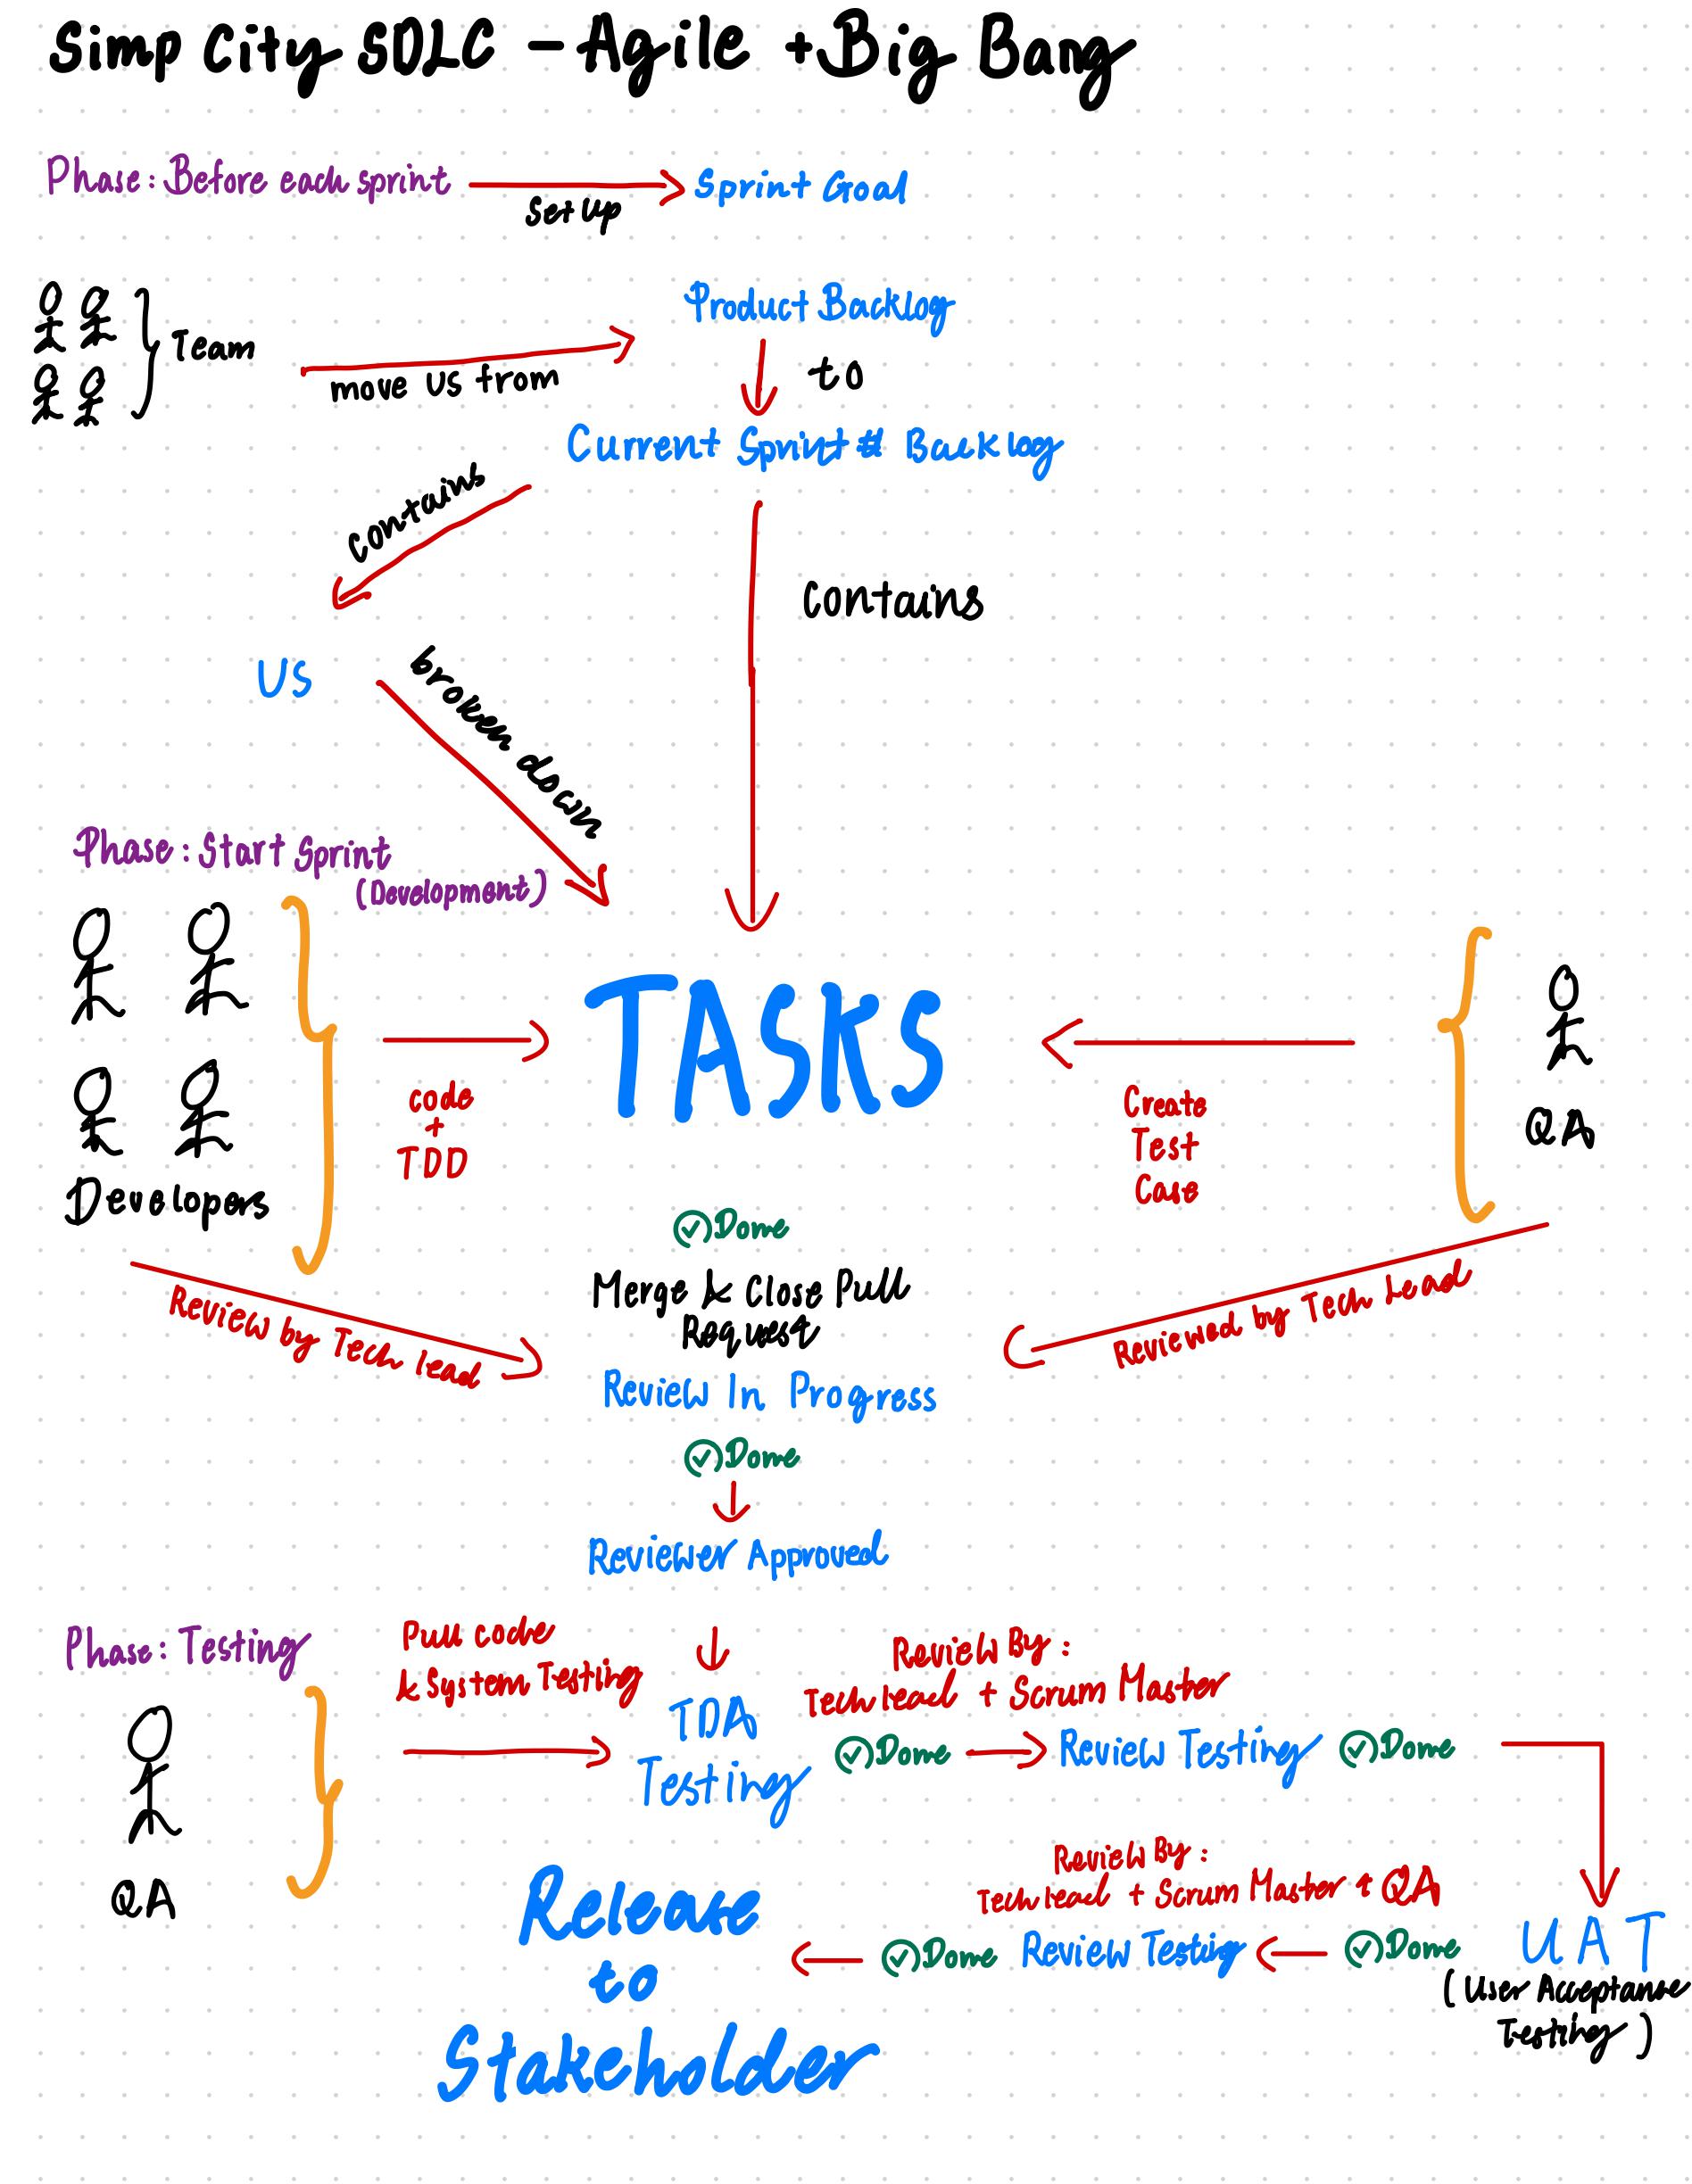 Simp City SDLC - Agile + Big Bang
Phase: Before each sprint
set up
Sprint Goal
Team
move US from
Product Backlog
to
Current Sprint # Backlog
contains
contains
US
broken down
Phase: Start Sprint
(Development)
TASKS
code
+
TDD
Create
Test
Case
QA
Developers
Done
Merge & Close Pull
Request
Review by Tech lead
Reviewed by Tech Lead
Review In Progress
Done
Reviewer Approved
Phase: Testing
Pull code
& System Testing
TDA
Testing
Review By:
Tech lead + Scrum Master
Done
Review Testing
Done
QA
Review By:
Tech lead + Scrum Master + QA
Release
to
Stakeholder
Done
Review Testing
Done
UAT
(User Acceptance
Testing)